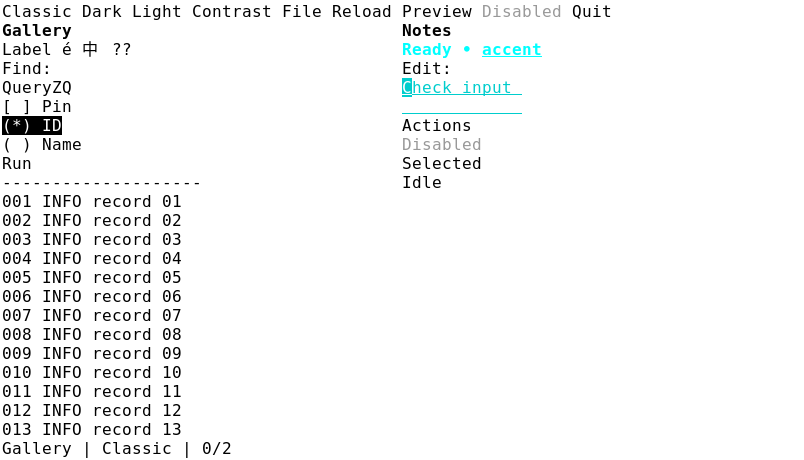 Classic Dark Light Contrast File Reload Preview Disabled Quit
Gallery
Label é 中 ??
Find:
QueryZQ
[ ] Pin
(*) ID
( ) Name
Run
--------------------
001 INFO record 01
002 INFO record 02
003 INFO record 03
004 INFO record 04
005 INFO record 05
006 INFO record 06
007 INFO record 07
008 INFO record 08
009 INFO record 09
010 INFO record 10
011 INFO record 11
012 INFO record 12
013 INFO record 13
Notes
Ready • accent
Edit:
Check input_
____________
Actions
Disabled
Selected
Idle
Gallery | Classic | 0/2